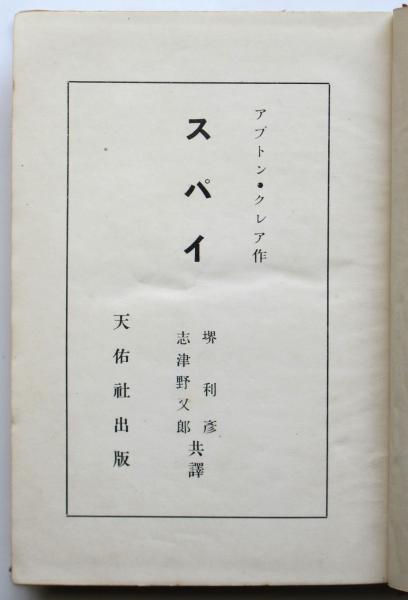 アプトン・クレア作
スパイ
堺利彦
志津野又郎
共譯
天佑社出版